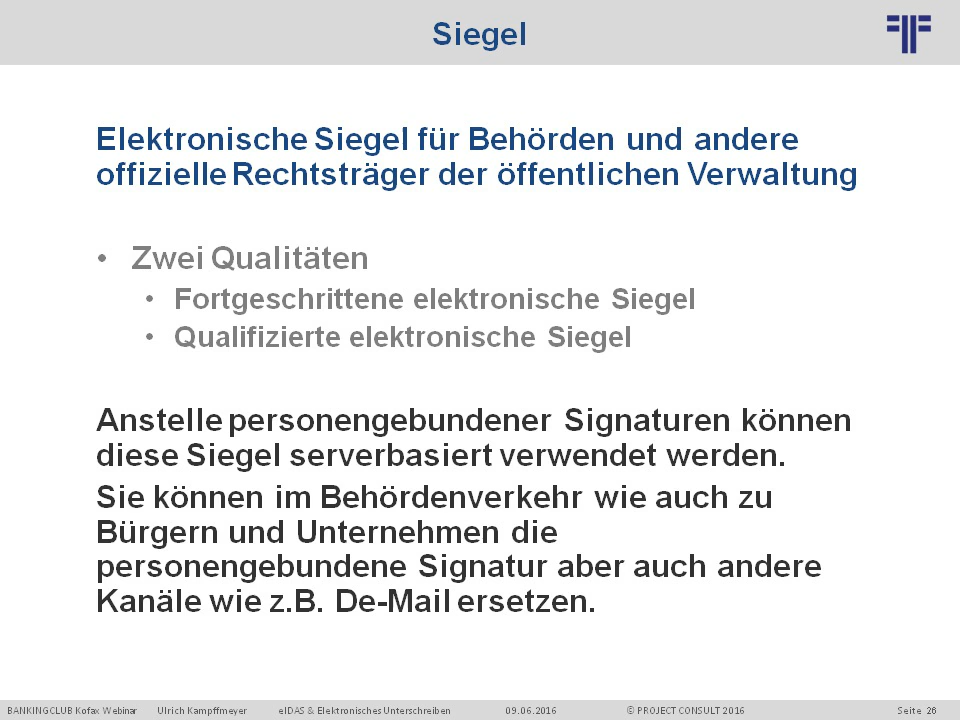 Siegel
Elektronische Siegel für Behörden und andere
offizielle Rechtsträger der öffentlichen Verwaltung
• Zwei Qualitäten
• Fortgeschrittene elektronische Siegel
• Qualifizierte elektronische Siegel
Anstelle personengebundener Signaturen können
diese Siegel serverbasiert verwendet werden.
Sie können im Behördenverkehr wie auch zu
Bürgern und Unternehmen die
personengebundene Signatur aber auch andere
Kanäle wie z.B. De-Mail ersetzen.
BANKINGCLUB Kofax Webinar Ulrich Kampffmeyer eIDAS & Elektronisches Unterschreiben 09.06.2016 © PROJECT CONSULT 2016 Seite 26